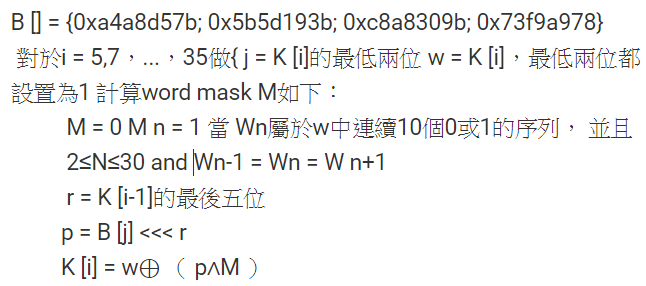 B [] = {0xa4a8d57b; 0x5b5d193b; 0xc8a8309b; 0x73f9a978}
對於i = 5,7，...，35做{ j = K [i]的最低兩位 w = K [i]，最低兩位都
設置為1 計算word mask M如下：
M = 0 M n = 1 當 Wn屬於w中連續10個0或1的序列， 並且
2≤N≤30 and Wn-1 = Wn = W n+1
r = K [i-1]的最後五位
p = B [j] <<< r
K [i] = w⊕ （ p∧M ）